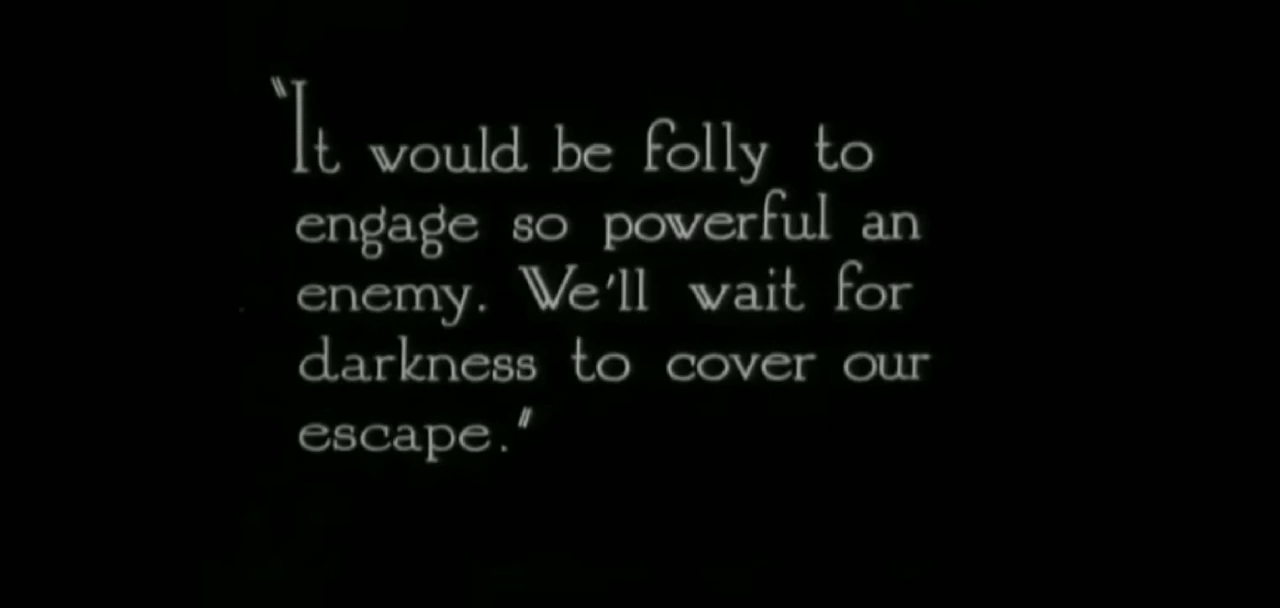 "It would be folly to
engage so powerful an
enemy. We'll wait for
darkness to cover our
escape."